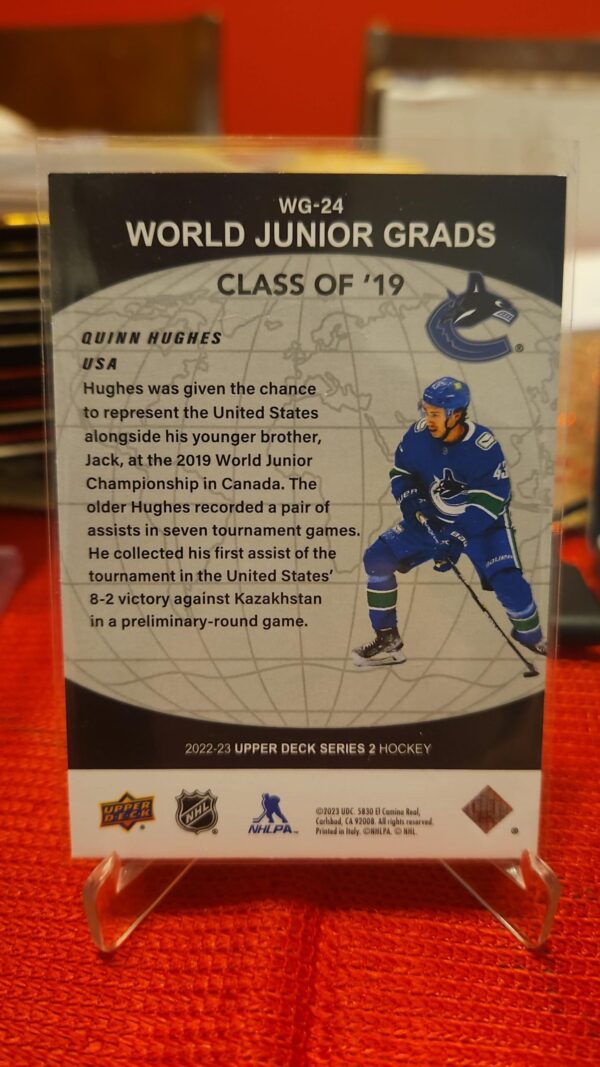 WG-24
WORLD JUNIOR GRADS
CLASS OF '19
QUINN HUGHES
USA
Hughes was given the chance
to represent the United States
alongside his younger brother,
Jack, at the 2019 World Junior
Championship in Canada. The
older Hughes recorded a pair of
assists in seven tournament games.
He collected his first assist of the
tournament in the United States'
8-2 victory against Kazakhstan
in a preliminary-round game.
43
BAUER
2022-23 UPPER DECK SERIES 2 HOCKEY
UPPER DECK
NHL
NHLPA
©2023 UDC. 5830 El Camino Real,
Carlsbad, CA 92008. All rights reserved.
Printed in Italy. ©NHLPA. © NHL.